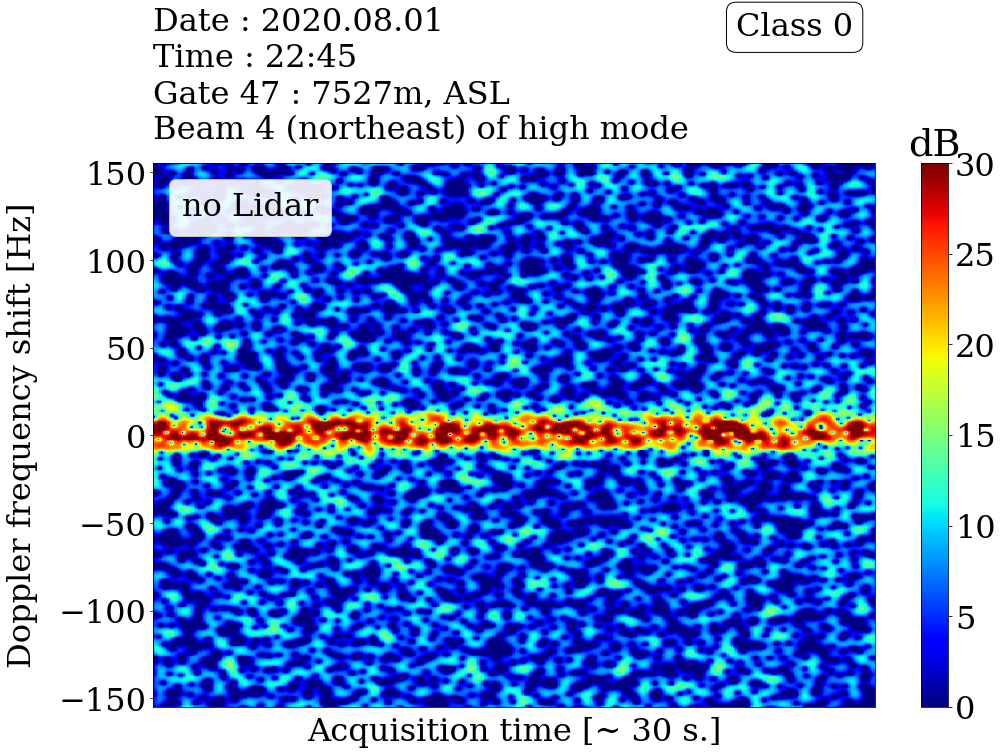 Date : 2020.08.01
Time : 22:45
Gate 47 : 7527m, ASL
Beam 4 (northeast) of high mode
Class 0
dB
no Lidar
Doppler frequency shift [Hz]
150
100
50
0
−50
−100
−150
30
25
20
15
10
5
0
Acquisition time [~ 30 s.]